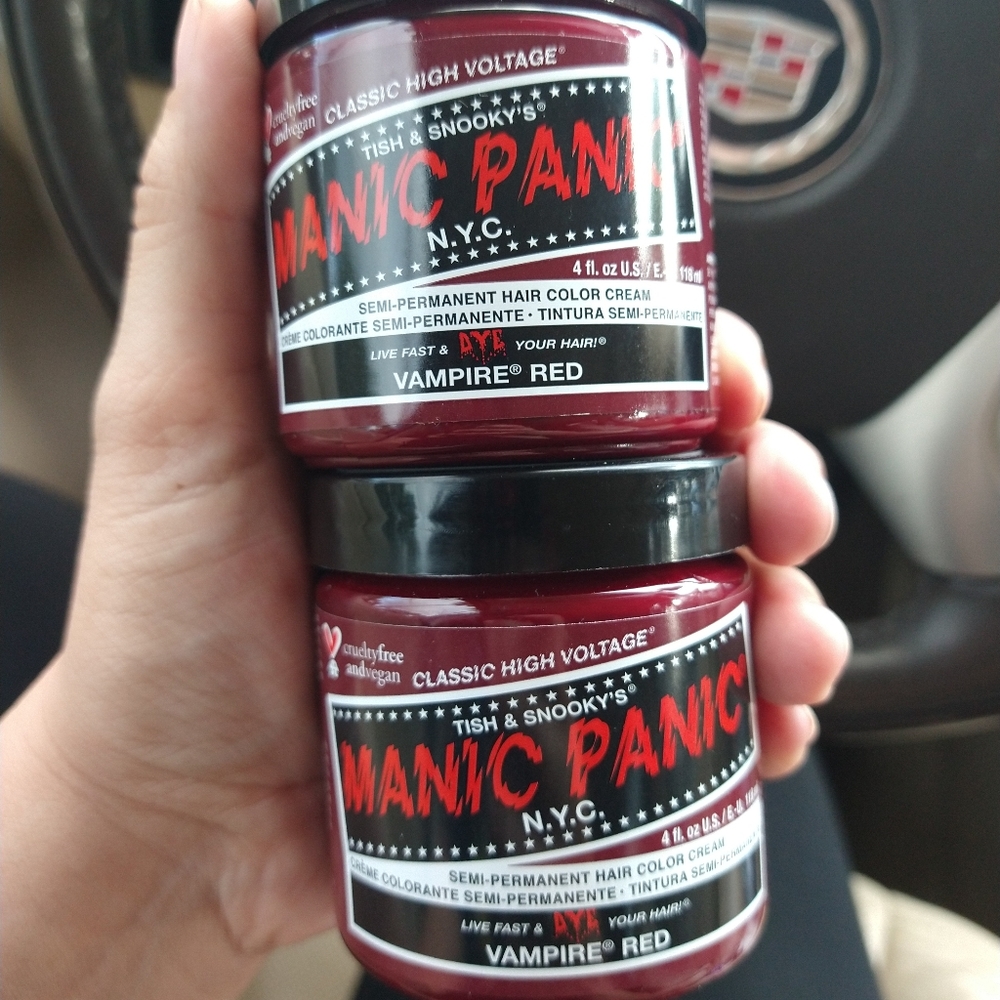 CLASSIC HIGH VOLTAGE®
crueltyfree
andvegan
TISH & SNOOKY'S®
MANIC PANIC®
N.Y.C.
4 fl. oz U.S. / E.-U. 118 ml
SEMI-PERMANENT HAIR COLOR CREAM
CRÈME COLORANTE SEMI-PERMANENTE • TINTURA SEMI-PERMANENTE
LIVE FAST & DYE YOUR HAIR!®
VAMPIRE® RED
CLASSIC HIGH VOLTAGE®
crueltyfree
andvegan
TISH & SNOOKY'S®
MANIC PANIC®
N.Y.C.
4 fl. oz U.S. / E.-U. 118
SEMI-PERMANENT HAIR COLOR CREAM
CRÈME COLORANTE SEMI-PERMANENTE • TINTURA SEMI-PERMANENTE
LIVE FAST & DYE YOUR HAIR!®
VAMPIRE® RED